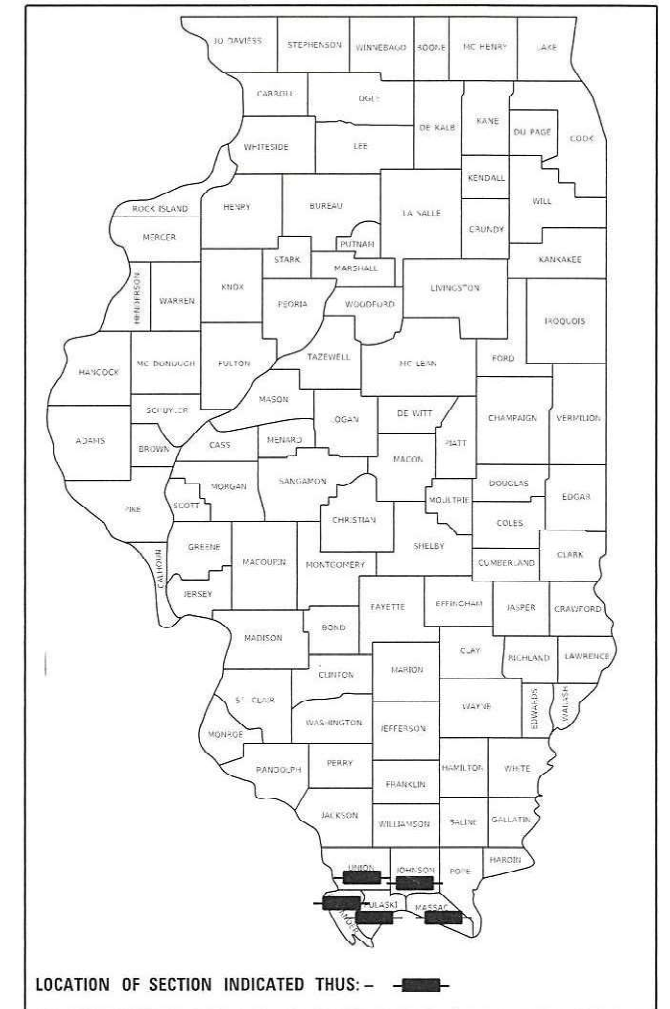 JO DAVIESS STEPHENSON WINNEBAGO BOONE MC HENRY LAKE
CARROLL OGLE
DE KALB KANE DU PAGE COOK
WHITESIDE LEE
KENDALL
ROCK ISLAND HENRY BUREAU LA SALLE WILL
MERCER PUTNAM GRUNDY
STARK MARSHALL KANKAKEE
HENDERSON WARREN KNOX PEORIA WOODFORD LIVINGSTON
IROQUOIS
HANCOCK MC DONOUGH FULTON TAZEWELL MC LEAN FORD
MASON
SCHUYLER LOGAN DE WITT CHAMPAIGN VERMILION
ADAMS BROWN CASS MENARD PIATT
MACON
MORGAN SANGAMON DOUGLAS EDGAR
PIKE SCOTT CHRISTIAN MOULTRIE
COLES
GREENE SHELBY
CALHOUN MACOUPIN MONTGOMERY CUMBERLAND CLARK
JERSEY
FAYETTE EFFINGHAM JASPER CRAWFORD
MADISON BOND
CLAY RICHLAND LAWRENCE
CLINTON MARION
ST. CLAIR WAYNE EDWARDS WABASH
MONROE WASHINGTON JEFFERSON
RANDOLPH PERRY HAMILTON WHITE
FRANKLIN
JACKSON WILLIAMSON SALINE GALLATIN
UNION JOHNSON POPE HARDIN
ULASKI MASSAC
LOCATION OF SECTION INDICATED THUS: –